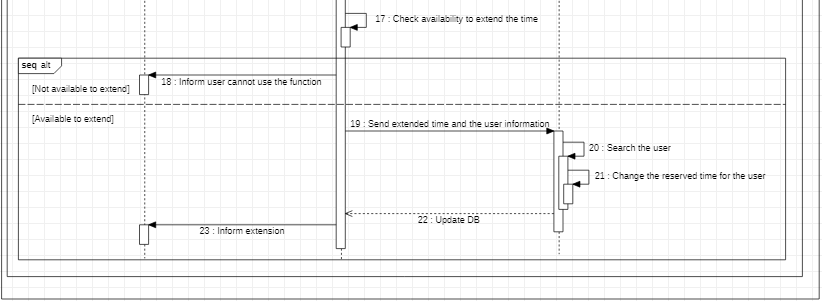 17 : Check availability to extend the time
seq alt
18 : Inform user cannot use the function
[Not available to extend]
[Available to extend]
19 : Send extended time and the user information
20 : Search the user
21 : Change the reserved time for the user
22 : Update DB
23 : Inform extension